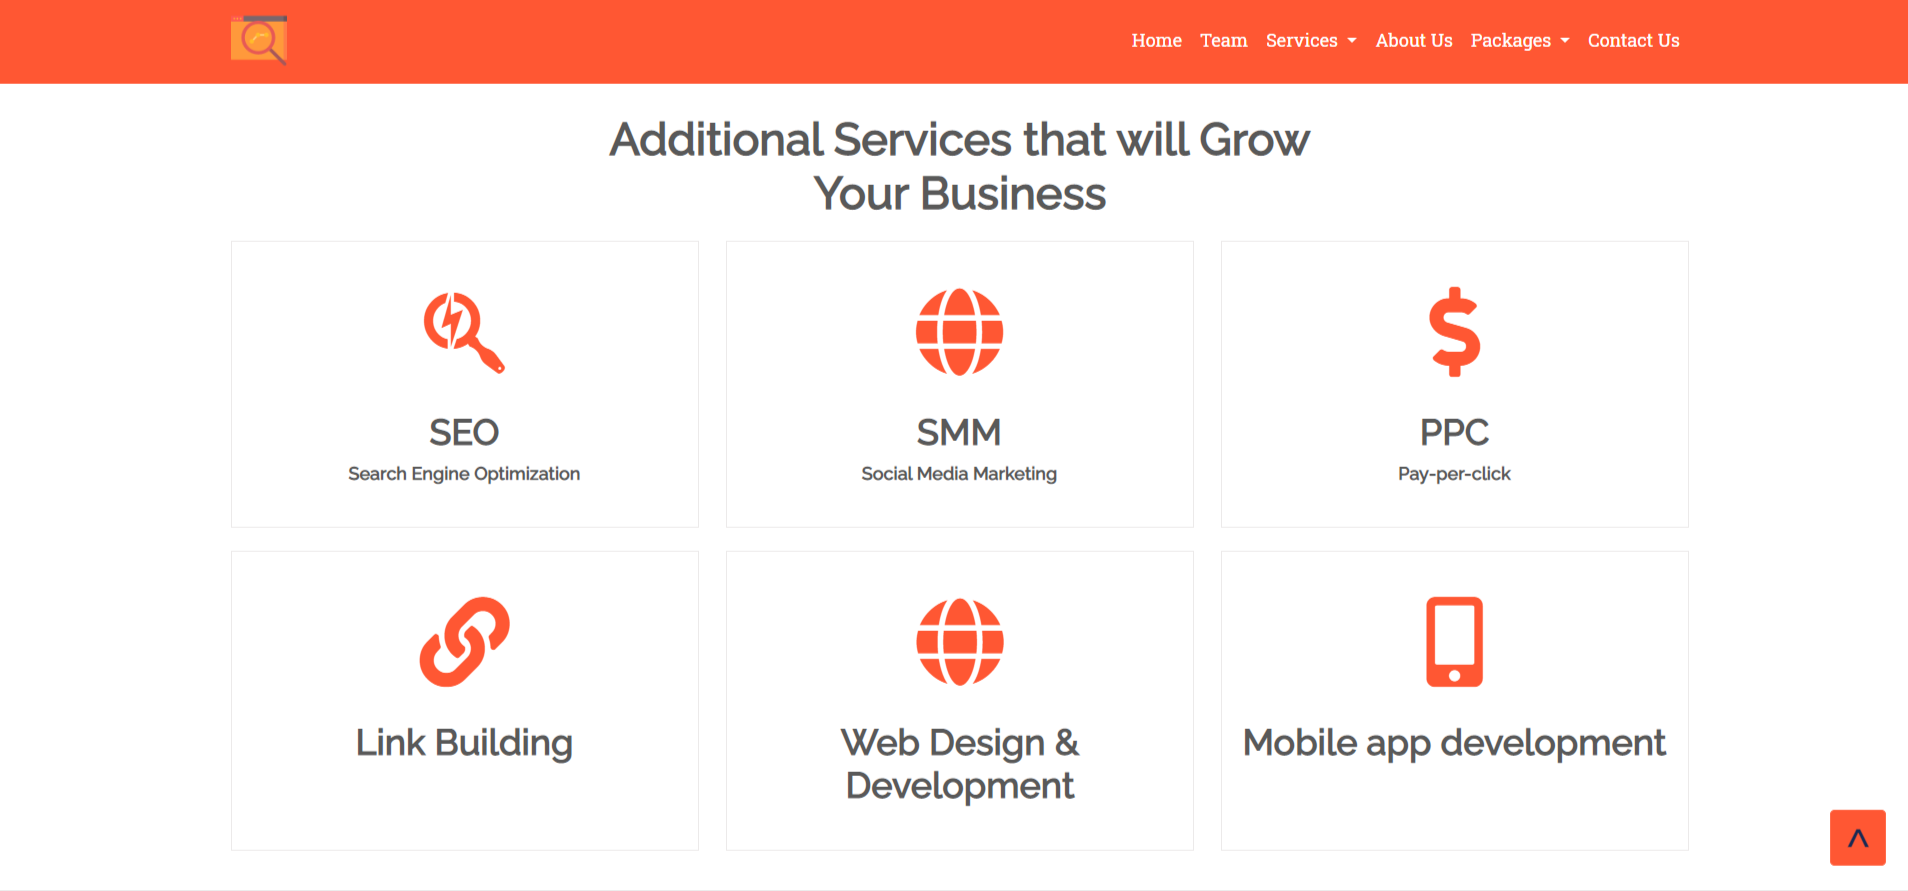 Home Team Services About Us Packages Contact Us
Additional Services that will Grow
Your Business
SEO
Search Engine Optimization
SMM
Social Media Marketing
PPC
Pay-per-click
Link Building
Web Design &
Development
Mobile app development
^